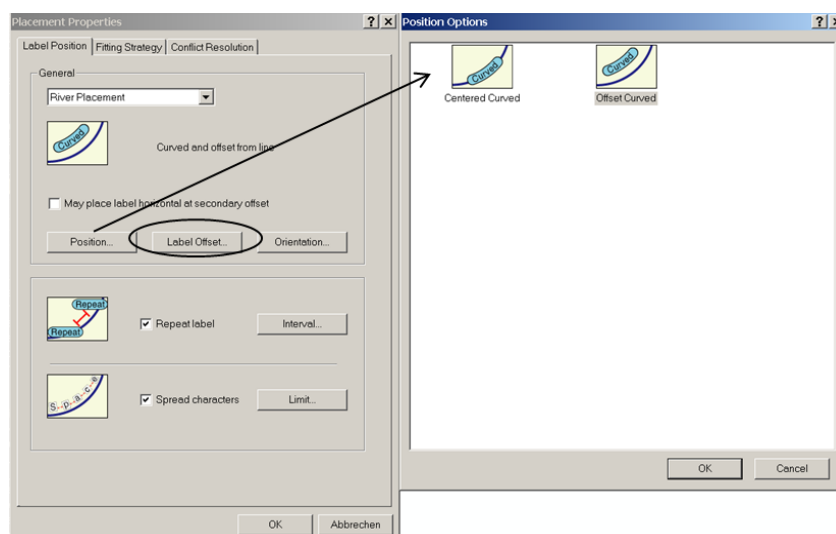 Placement Properties
Label Position
Fitting Strategy
Conflict Resolution
General
River Placement
Curved
Curved and offset from line
May place label horizontal at secondary offset
Position...
Label Offset...
Orientation...
Repeat
Repeat
Repeat label
Interval...
S..p..a..c..e
Spread characters
Limit...
OK
Abbrechen
Position Options
Curved
Centered Curved
Curved
Offset Curved
OK
Cancel